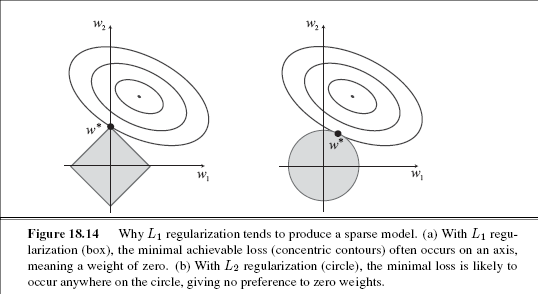 w2
w2
w*
w*
w1
w1
Figure 18.14 Why L1 regularization tends to produce a sparse model. (a) With L1 regu-
larization (box), the minimal achievable loss (concentric contours) often occurs on an axis,
meaning a weight of zero. (b) With L2 regularization (circle), the minimal loss is likely to
occur anywhere on the circle, giving no preference to zero weights.